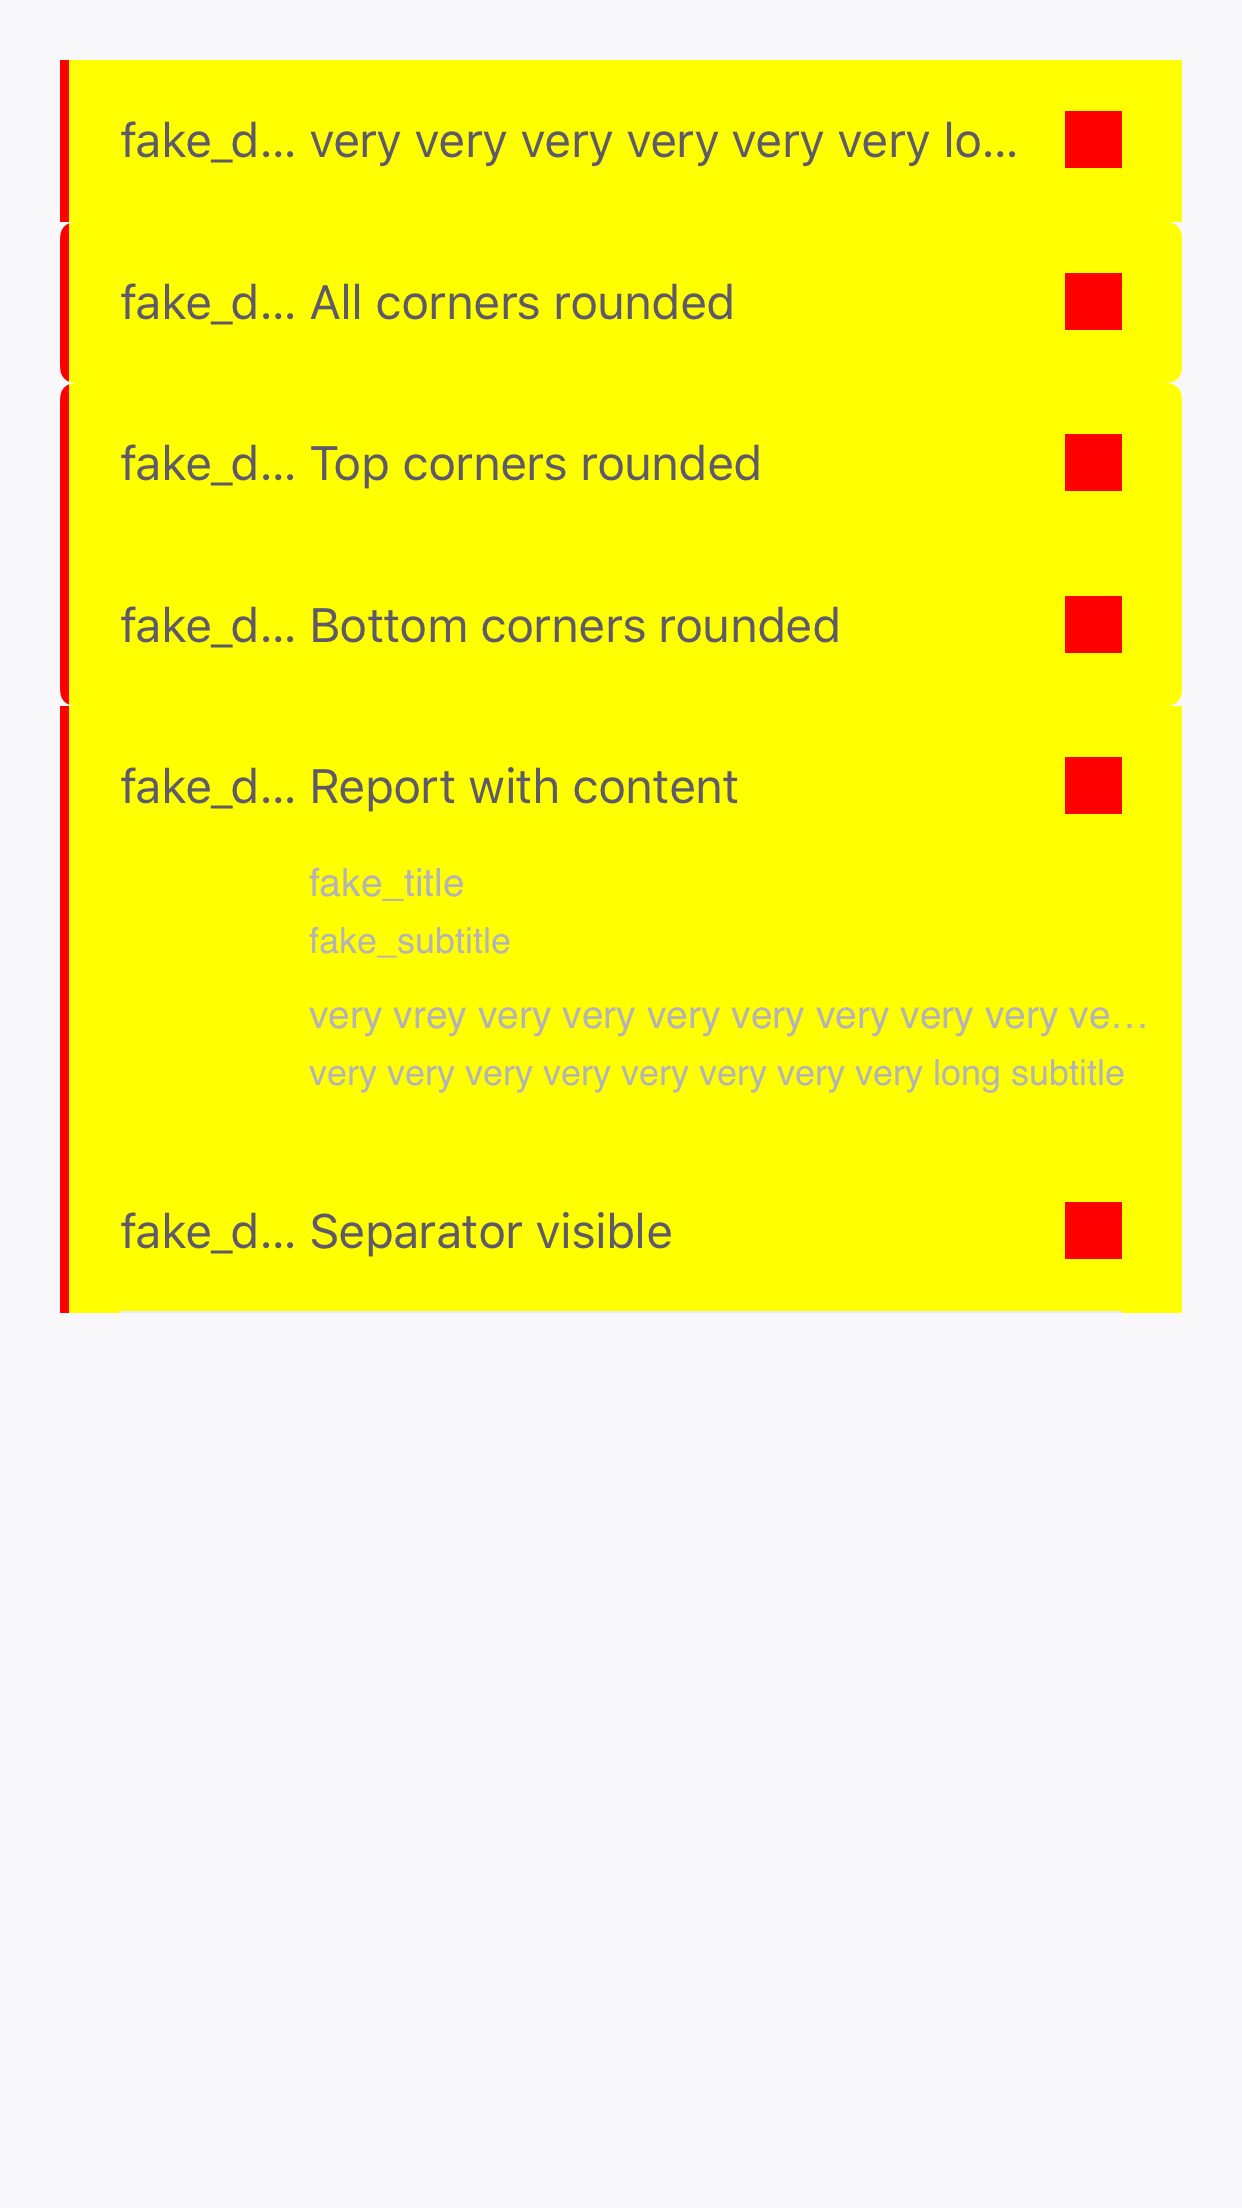 fake_d... very very very very very very lo...
fake_d... All corners rounded
fake_d... Top corners rounded
fake_d... Bottom corners rounded
fake_d... Report with content
fake_title
fake_subtitle
very vrey very very very very very very very ve...
very very very very very very very very long subtitle
fake_d... Separator visible